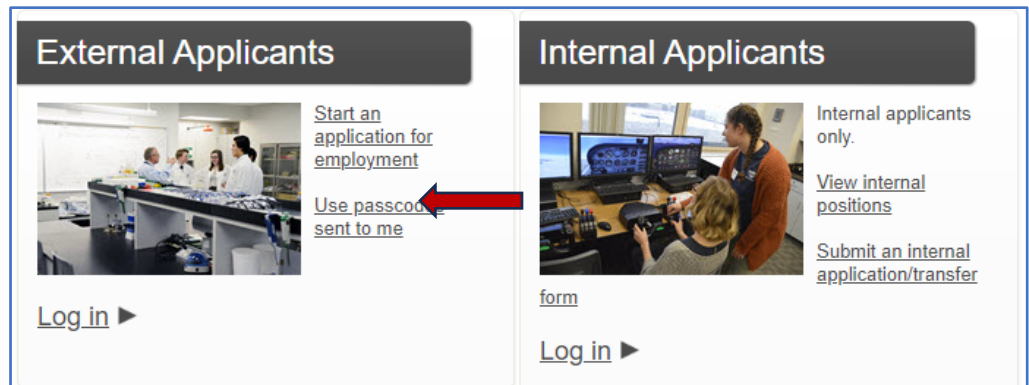 External Applicants
Start an
application for
employment
Use passcode
sent to me
Log in
Internal Applicants
Internal applicants
only.
View internal
positions
Submit an internal
application/transfer
form
Log in